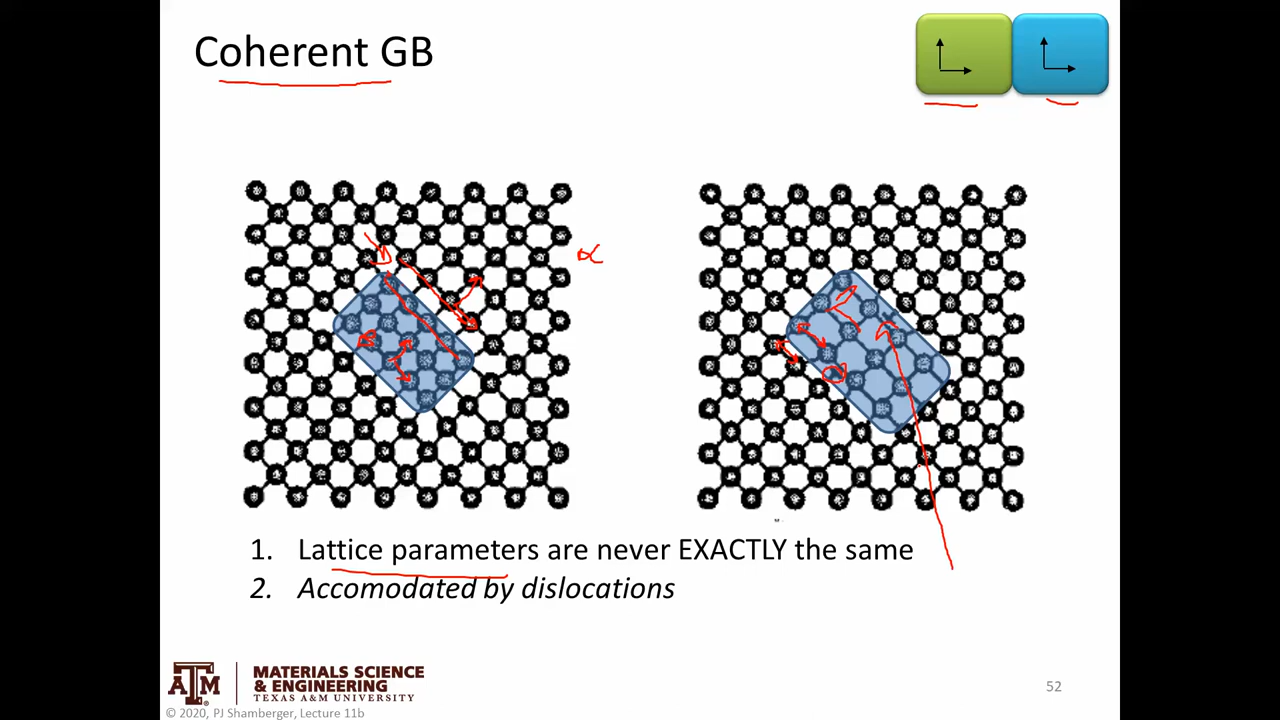 Coherent GB
∝
1. Lattice parameters are never EXACTLY the same
2. Accomodated by dislocations
ATM
MATERIALS SCIENCE
& ENGINEERING
TEXAS A&M UNIVERSITY
52
© 2020, PJ Shamberger, Lecture 11b